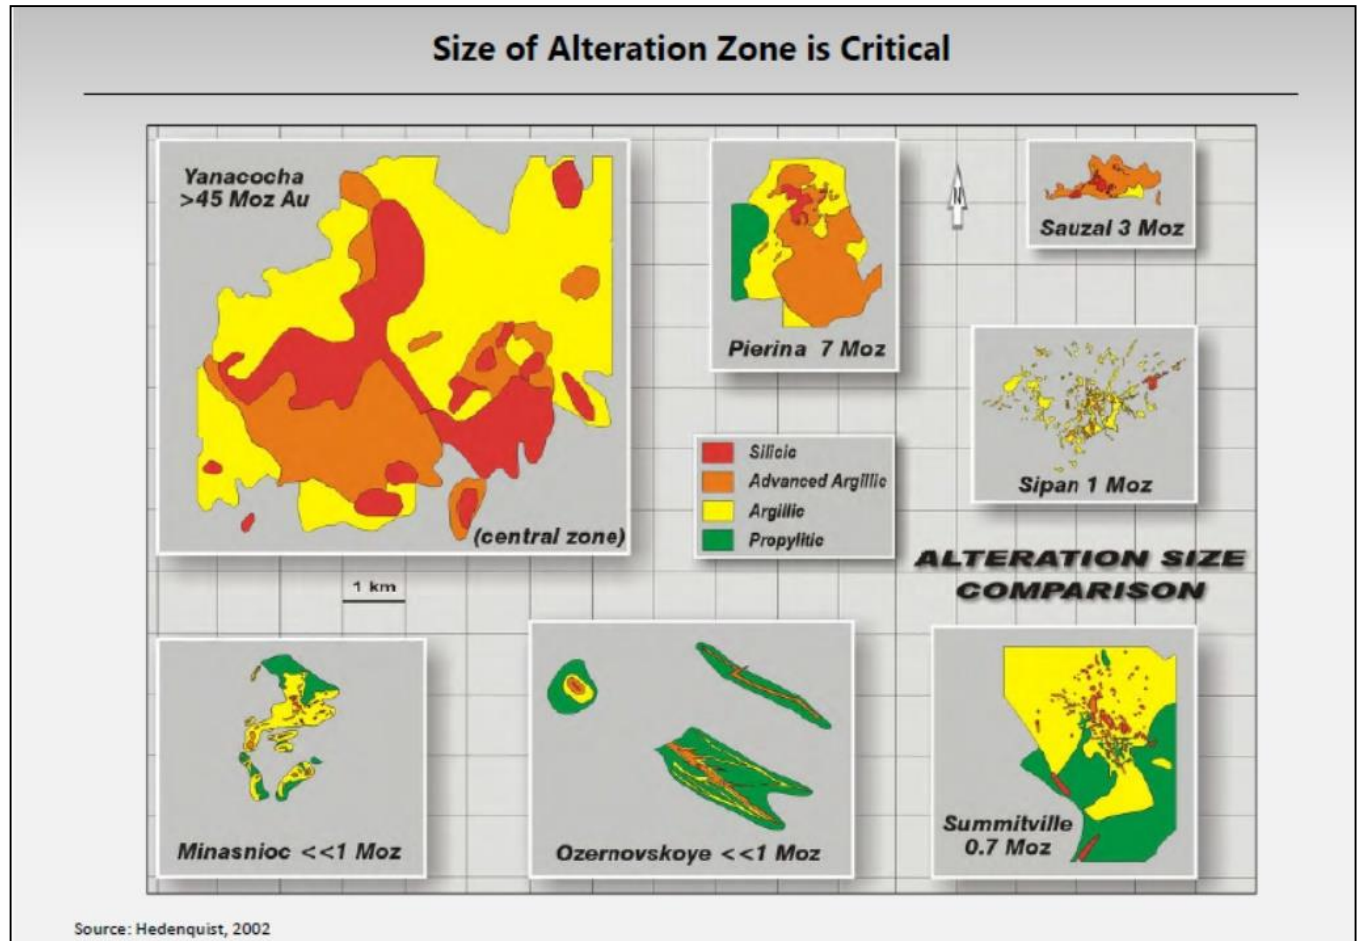 Size of Alteration Zone is Critical
Yanacocha
>45 Moz Au
(central zone)
Pierina 7 Moz
N
Sauzal 3 Moz
Sipan 1 Moz
Silicic
Advanced Argillic
Argillic
Propylitic
ALTERATION SIZE
COMPARISON
1 km
Minasnioc <<1 Moz
Ozernovskoye <<1 Moz
Summitville
0.7 Moz
Source: Hedenquist, 2002